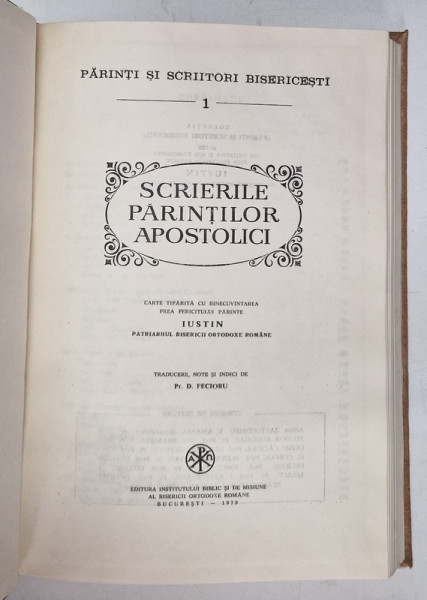 PĂRINȚI ȘI SCRIITORI BISERICEȘTI
1
SCRIERILE
PĂRINȚILOR
APOSTOLICI
CARTE TIPĂRITĂ CU BINECUVÎNTAREA
PREA FERICITULUI PĂRINTE
IUSTIN
PATRIARHUL BISERICII ORTODOXE ROMÂNE
TRADUCERE, NOTE ȘI INDICI DE
Pr. D. FECIORU
EDITURA INSTITUTULUI BIBLIC ȘI DE MISIUNE
AL BISERICII ORTODOXE ROMÂNE
BUCUREȘTI — 1979